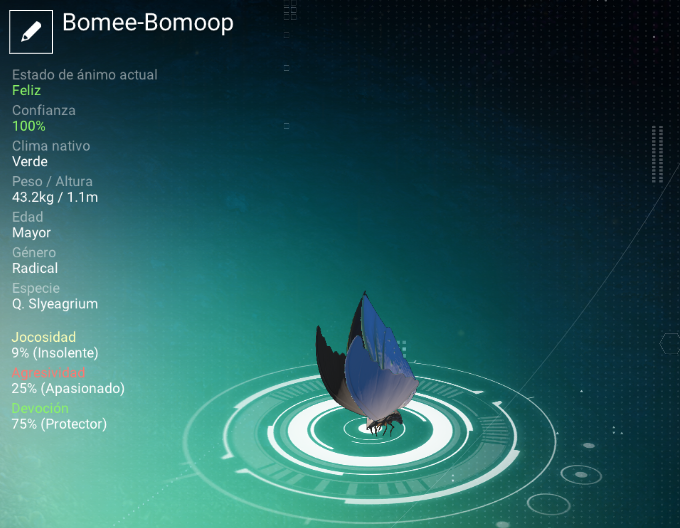 Bomee-Bomoop
Estado de ánimo actual
Feliz
Confianza
100%
Clima nativo
Verde
Peso / Altura
43.2kg / 1.1m
Edad
Mayor
Género
Radical
Especie
Q. Slyeagrium
Jocosidad
9% (Insolente)
Agresividad
25% (Apasionado)
Devoción
75% (Protector)